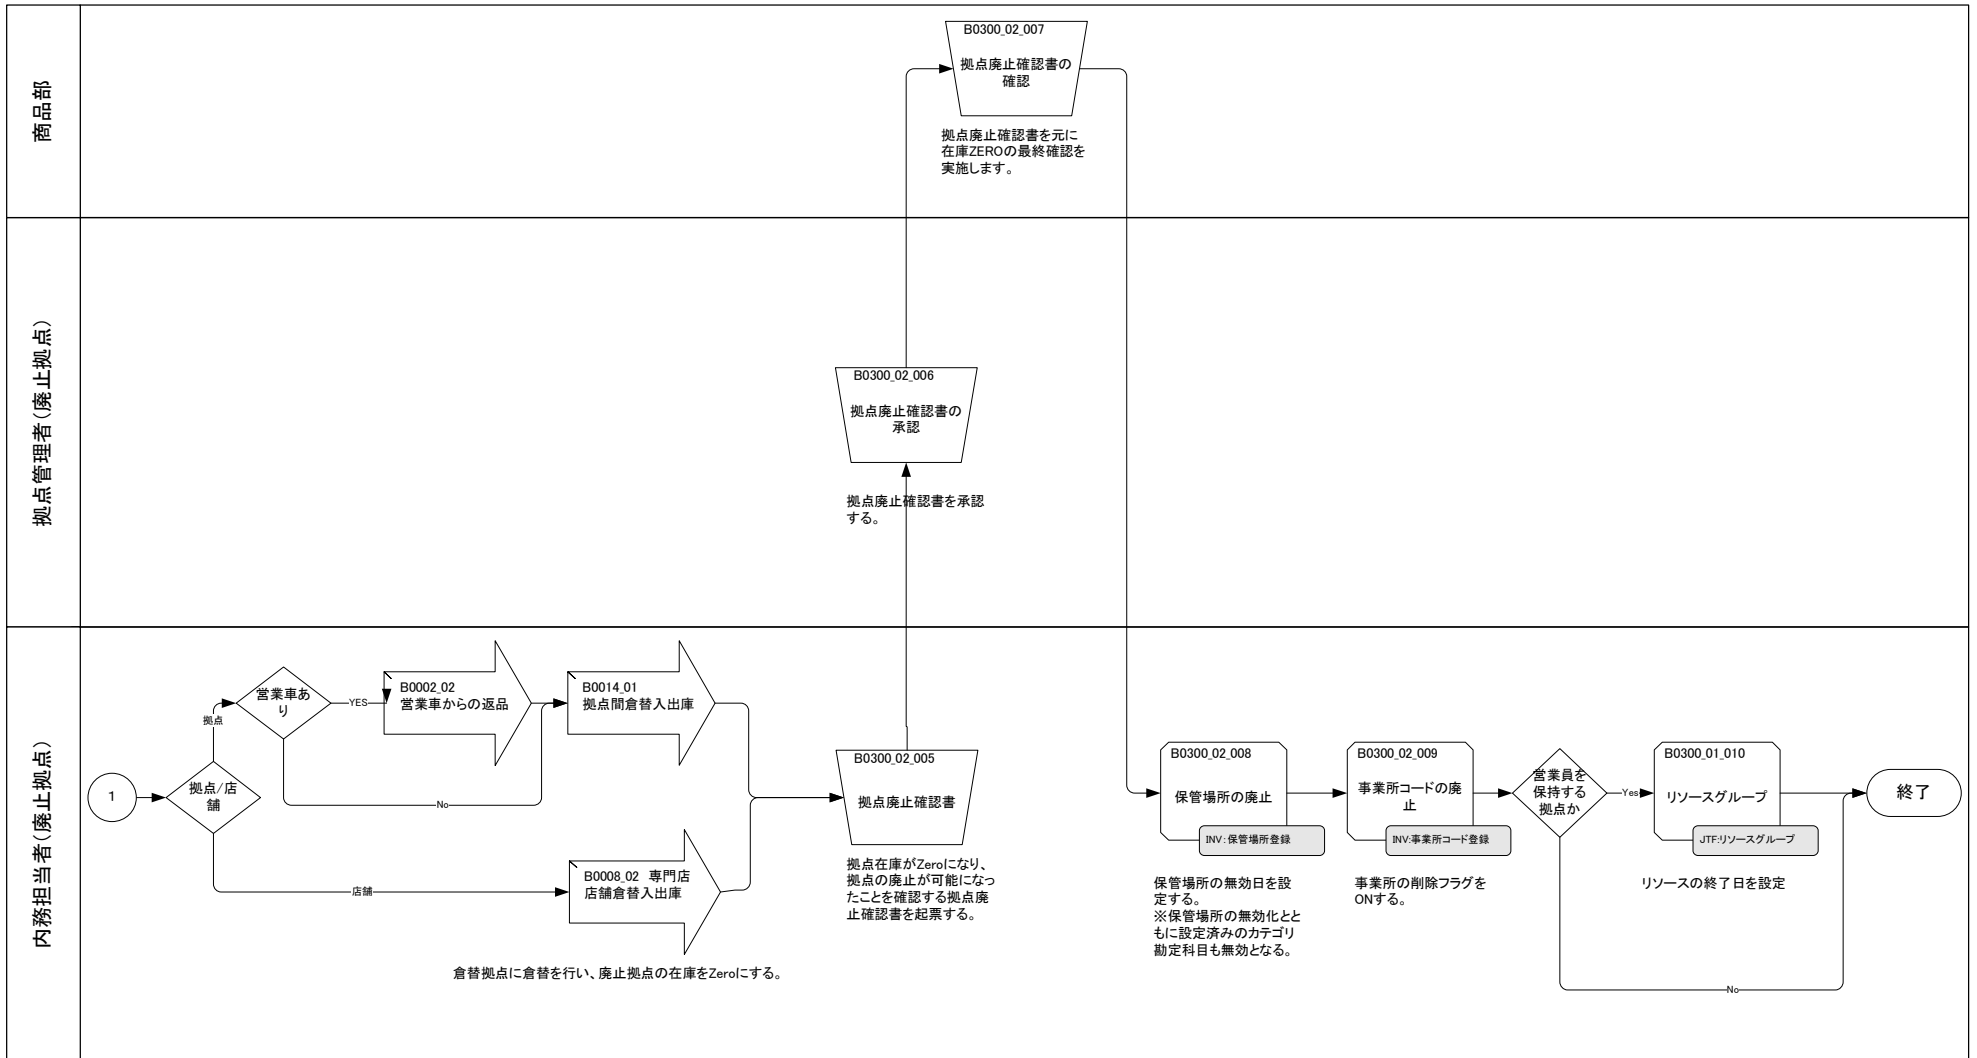 商品部
B0300_02_007
拠点廃止確認書の
確認
拠点廃止確認書を元に
在庫ZEROの最終確認を
実施します。
拠点管理者(廃止拠点)
B0300_02_006
拠点廃止確認書の
承認
拠点廃止確認書を承認
する。
内務担当者(廃止拠点)
1
拠点/店
舗
拠点
店舗
営業車あ
り
YES
No
B0002_02
営業車からの返品
B0014_01
拠点間倉替入出庫
B0008_02 専門店
店舗倉替入出庫
倉替拠点に倉替を行い、廃止拠点の在庫をZeroにする。
B0300_02_005
拠点廃止確認書
拠点在庫がZeroになり、
拠点の廃止が可能になっ
たことを確認する拠点廃
止確認書を起票する。
B0300_02_008
保管場所の廃止
INV:保管場所登録
保管場所の無効日を設
定する。
※保管場所の無効化とと
もに設定済みのカテゴリ
勘定科目も無効となる。
B0300_02_009
事業所コードの廃
止
INV:事業所コード登録
事業所の削除フラグを
ONする。
営業員を
保持する
拠点か
Yes
No
B0300_01_010
リソースグループ
JTF:リソースグループ
リソースの終了日を設定
終了